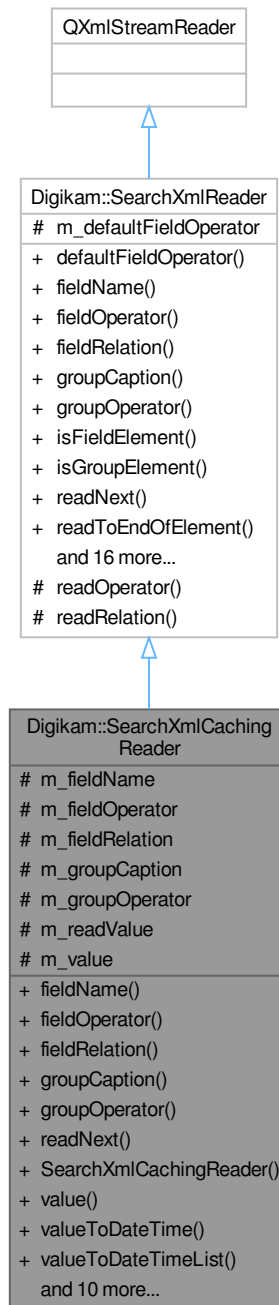 QXmlStreamReader
Digikam::SearchXmlReader
# m_defaultFieldOperator
+ defaultFieldOperator()
+ fieldName()
+ fieldOperator()
+ fieldRelation()
+ groupCaption()
+ groupOperator()
+ isFieldElement()
+ isGroupElement()
+ readNext()
+ readToEndOfElement()
and 16 more...
# readOperator()
# readRelation()
Digikam::SearchXmlCaching
Reader
# m_fieldName
# m_fieldOperator
# m_fieldRelation
# m_groupCaption
# m_groupOperator
# m_readValue
# m_value
+ fieldName()
+ fieldOperator()
+ fieldRelation()
+ groupCaption()
+ groupOperator()
+ readNext()
+ SearchXmlCachingReader()
+ value()
+ valueToDateTime()
+ valueToDateTimeList()
and 10 more...